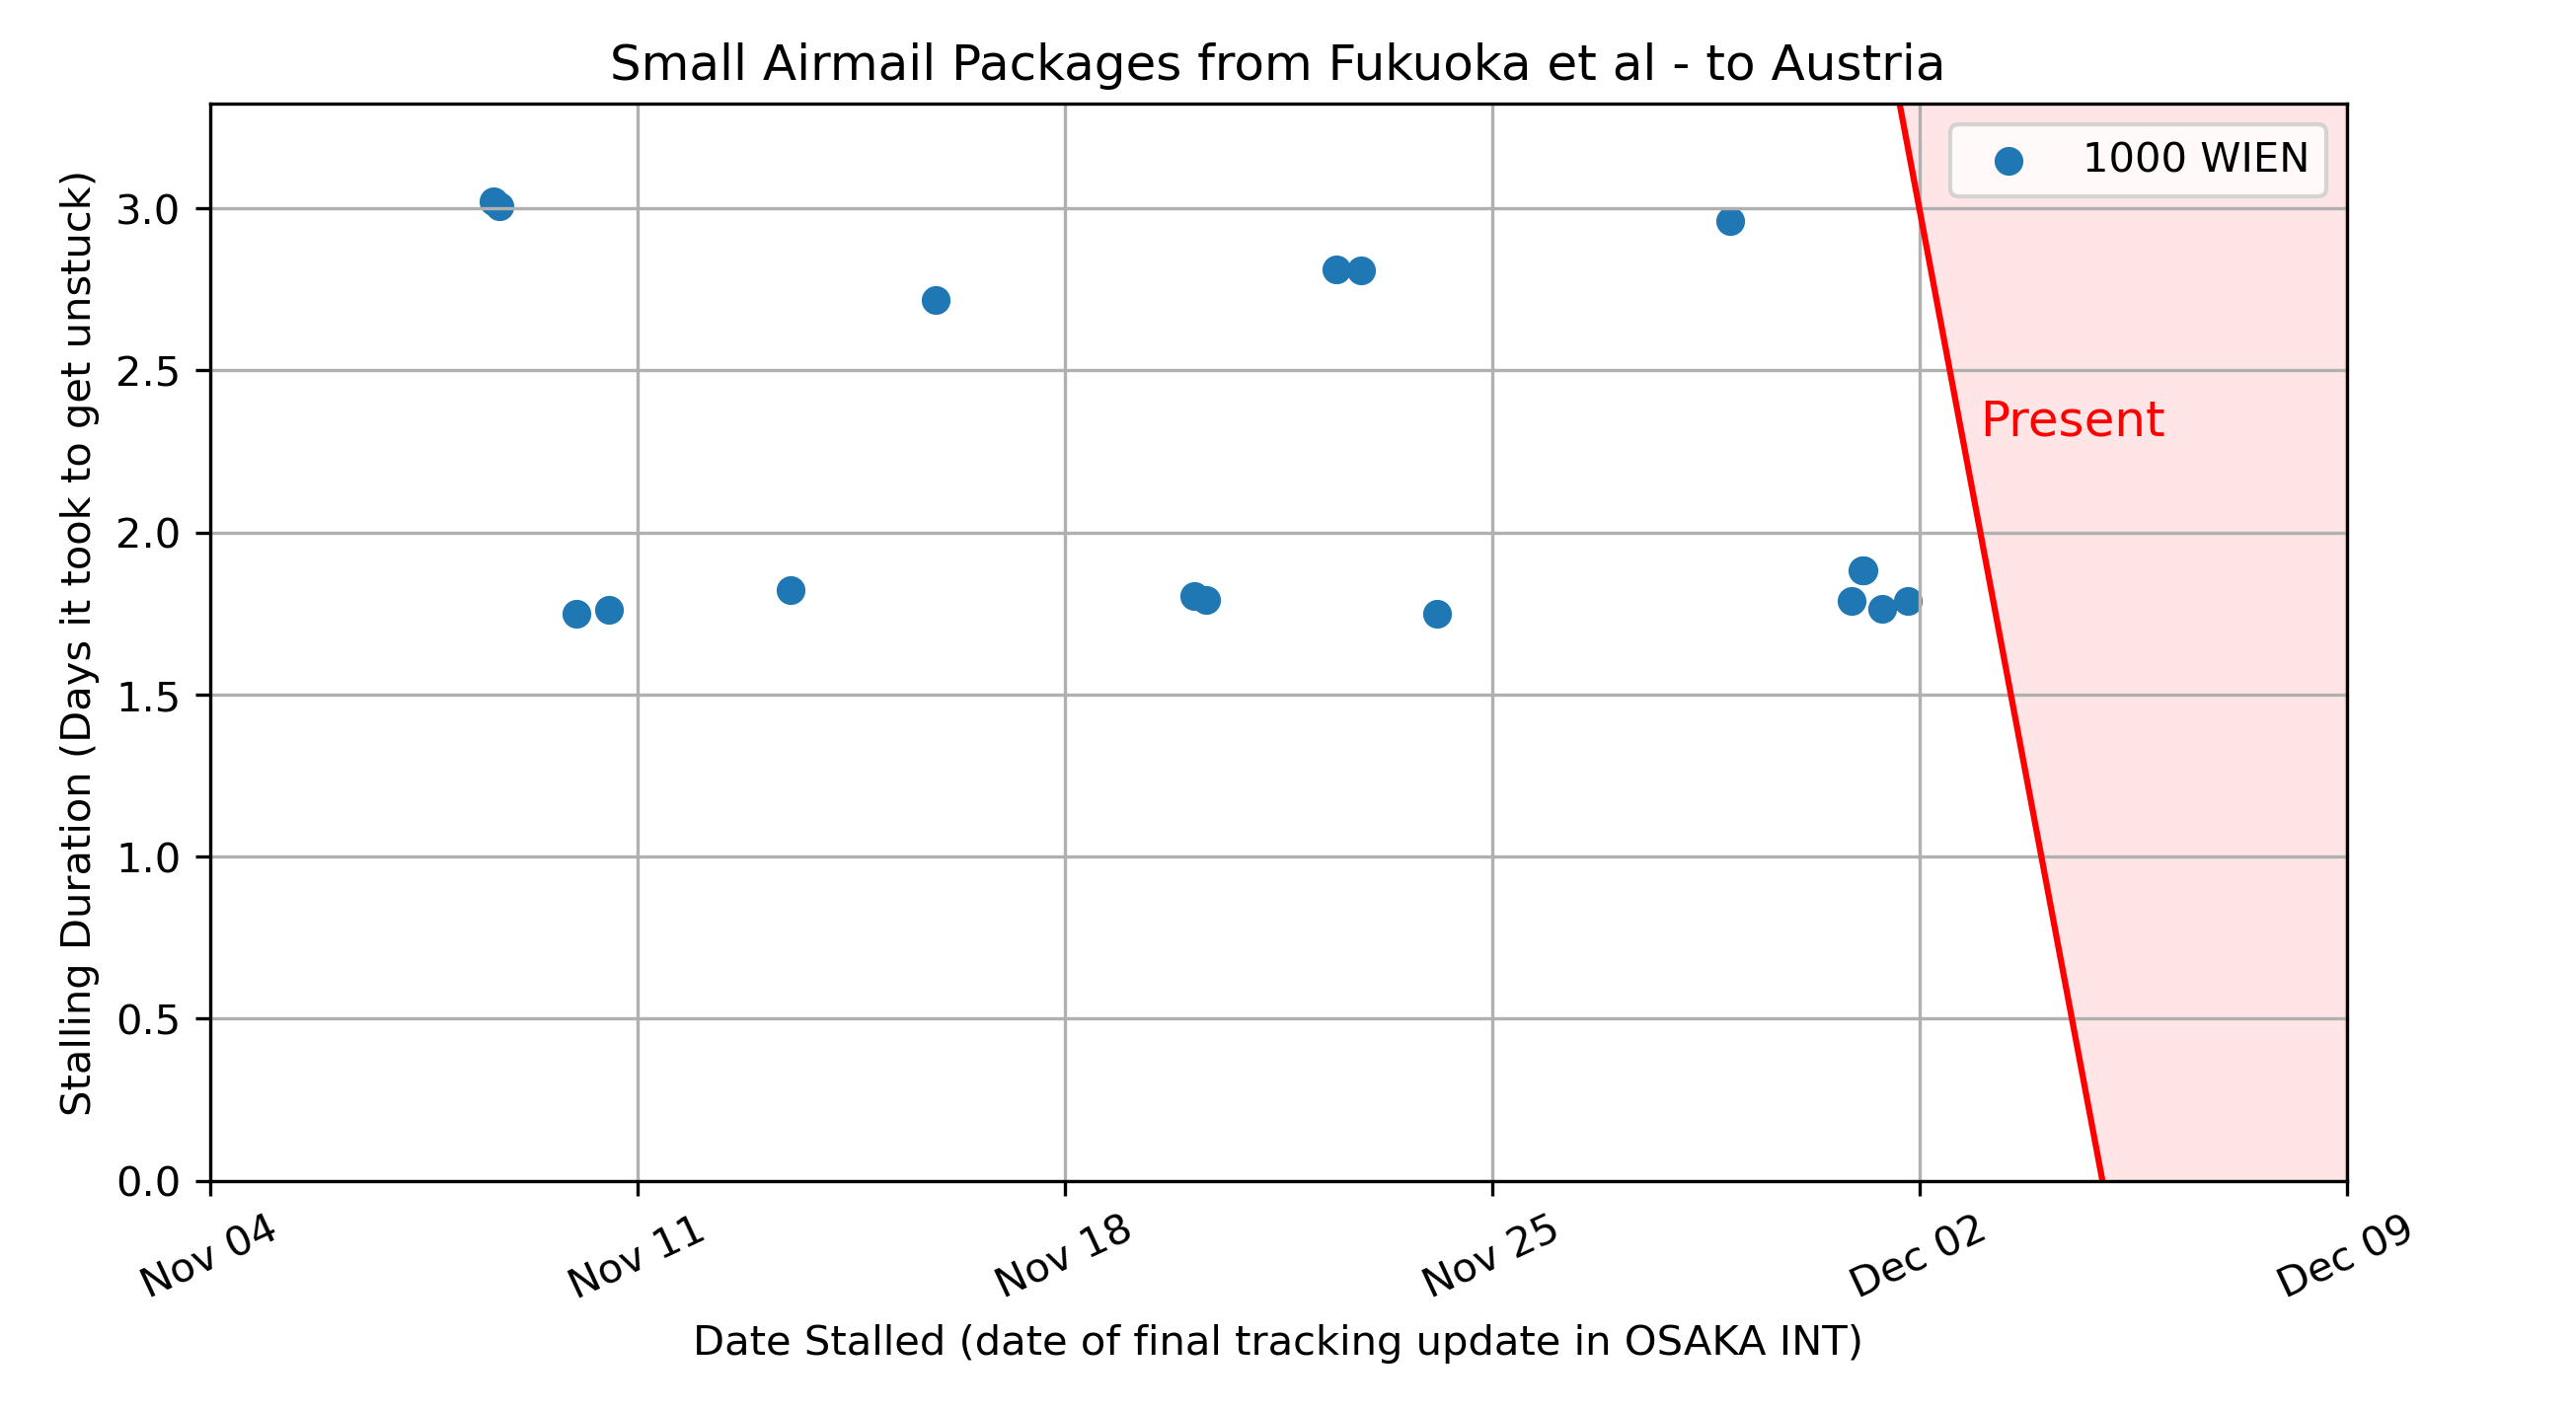 Small Airmail Packages from Fukuoka et al - to Austria
1000 WIEN
Present
Stalling Duration (Days it took to get unstuck)
3.0
2.5
2.0
1.5
1.0
0.5
0.0
Nov 04
Nov 11
Nov 18
Nov 25
Dec 02
Dec 09
Date Stalled (date of final tracking update in OSAKA INT)